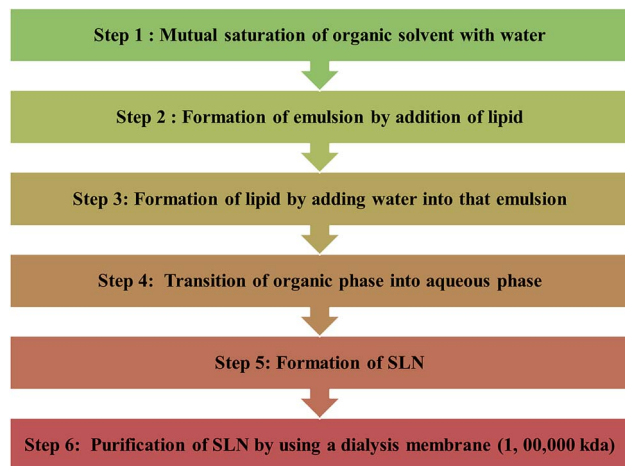 Step 1 : Mutual saturation of organic solvent with water
Step 2 : Formation of emulsion by addition of lipid
Step 3: Formation of lipid by adding water into that emulsion
Step 4: Transition of organic phase into aqueous phase
Step 5: Formation of SLN
Step 6: Purification of SLN by using a dialysis membrane (1, 00,000 kda)